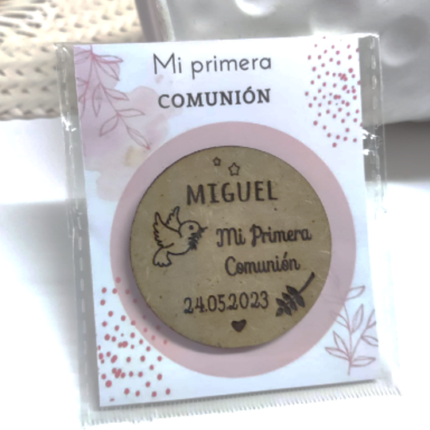 Mi primera
COMUNIÓN
MIGUEL
Mi Primera
Comunión
24.05.2023